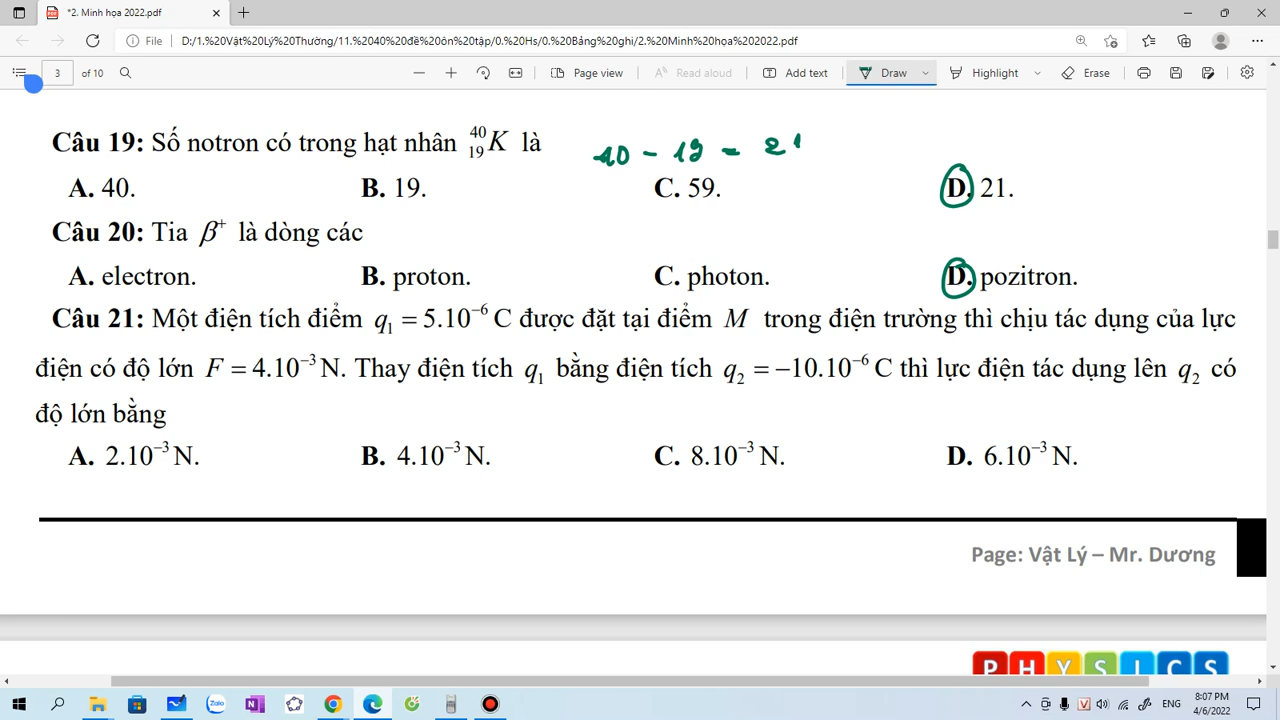 *2. Minh họa 2022.pdf
File D:/1.%20Vật%20Lý%20Thường/11.%2040%20đề%20ôn%20tập/0.%20Hs/0.%20Bảng%20ghi/2.%20Minh%20họa%202022.pdf
3 of 10 Page view Read aloud Add text Draw Highlight Erase
Câu 19: Số notron có trong hạt nhân ⁴⁰₁₉K là 40 - 19 = 21
A. 40. B. 19. C. 59. D. 21.
Câu 20: Tia β⁺ là dòng các
A. electron. B. proton. C. photon. D. pozitron.
Câu 21: Một điện tích điểm q₁ = 5.10⁻⁶ C được đặt tại điểm M trong điện trường thì chịu tác dụng của lực
điện có độ lớn F = 4.10⁻³ N. Thay điện tích q₁ bằng điện tích q₂ = −10.10⁻⁶ C thì lực điện tác dụng lên q₂ có
độ lớn bằng
A. 2.10⁻³ N. B. 4.10⁻³ N. C. 8.10⁻³ N. D. 6.10⁻³ N.
Page: Vật Lý – Mr. Dương
PHYSICS
Zalo ENG 8:07 PM
4/6/2022